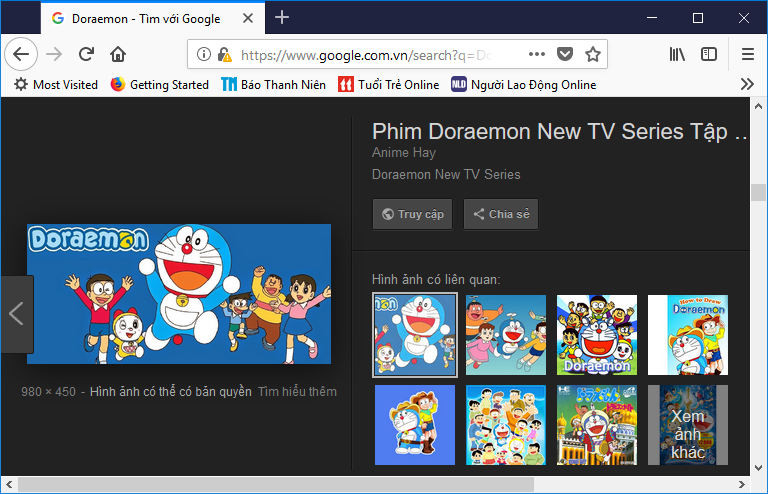 Doraemon - Tìm với Google
https://www.google.com.vn/search?q=Do
Most Visited
Getting Started
TN Báo Thanh Niên
Tuổi Trẻ Online
NLD Người Lao Động Online
Phim Doraemon New TV Series Tập ...
Anime Hay
Doraemon New TV Series
Truy cập
Chia sẻ
Doraemon
Hình ảnh có liên quan:
980 × 450 - Hình ảnh có thể có bản quyền Tìm hiểu thêm
Doraemon
How to Draw
Doraemon
Xem
ảnh
khác